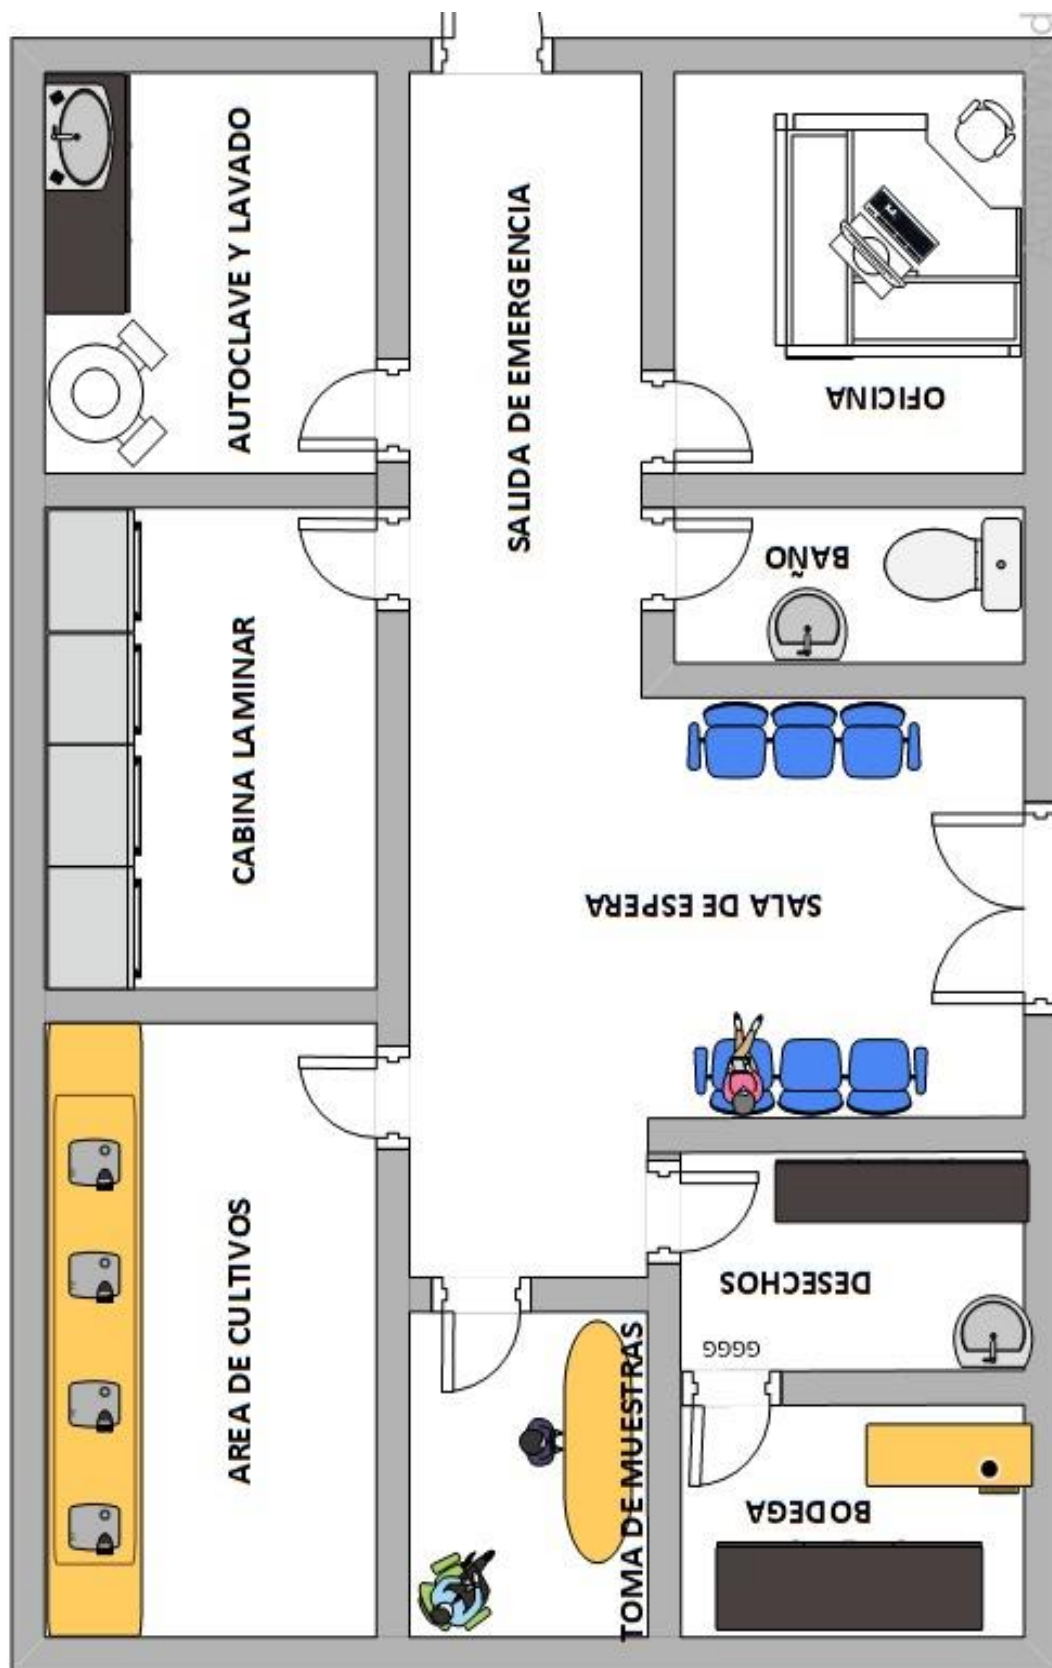 AUTOCLAVE Y LAVADO
SALIDA DE EMERGENCIA
OFICINA
BAÑO
CABINA LAMINAR
SALA DE ESPERA
AREA DE CULTIVOS
DESECHOS
GGGG
TOMA DE MUESTRAS
BODEGA